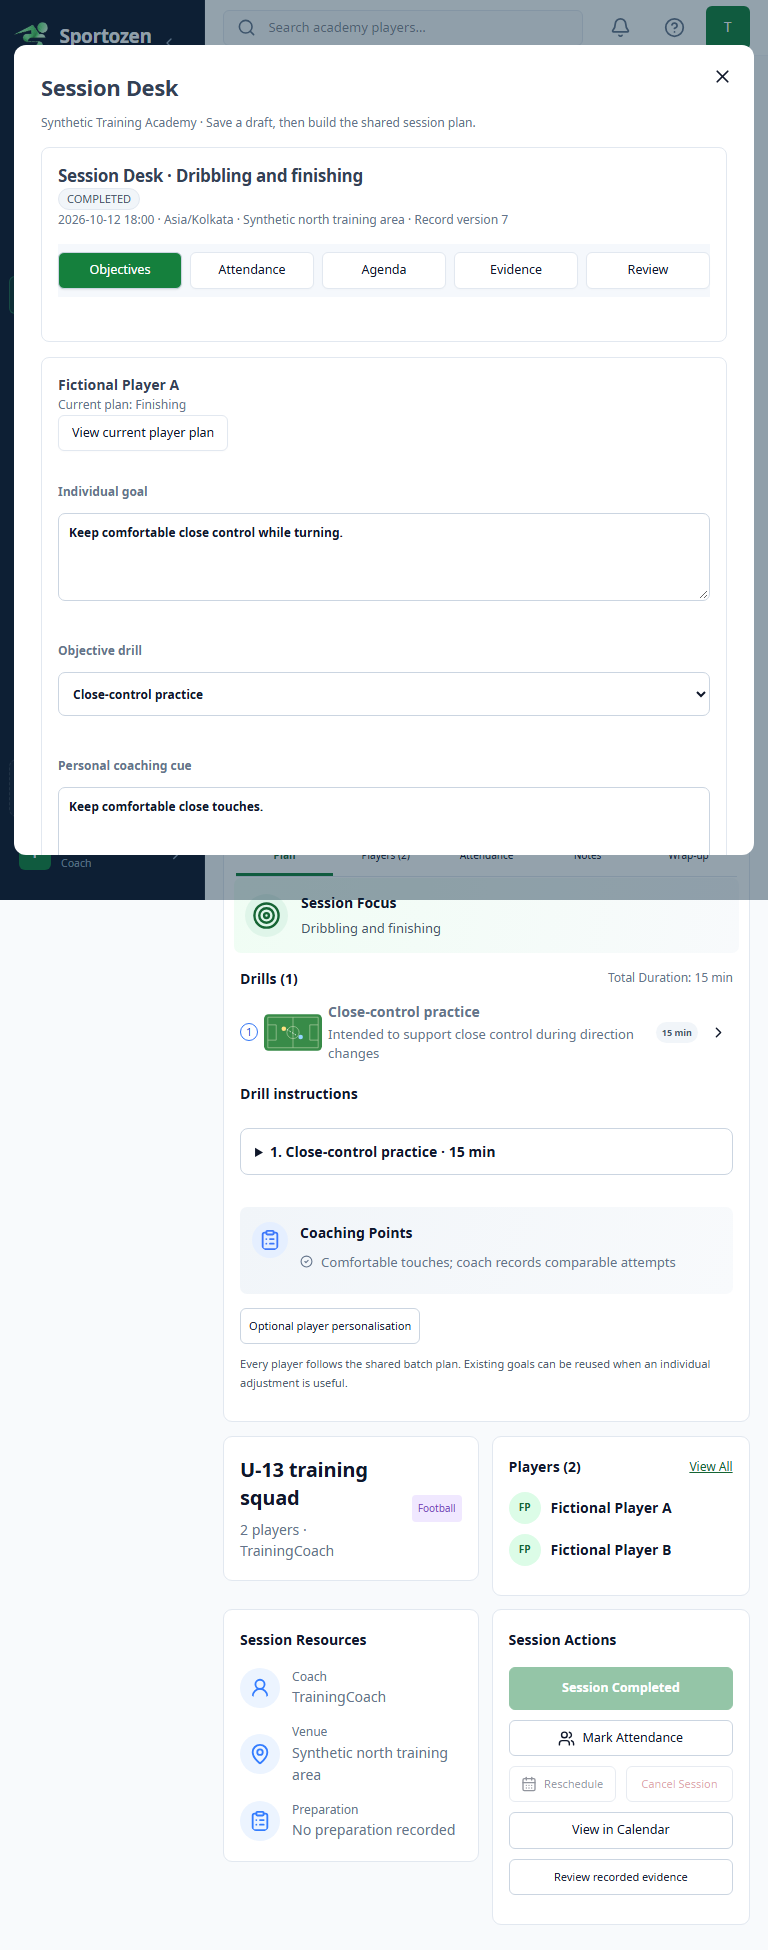 Sportozen
Search academy players...
T
Session Desk
Synthetic Training Academy · Save a draft, then build the shared session plan.
Session Desk · Dribbling and finishing
COMPLETED
2026-10-12 18:00 · Asia/Kolkata · Synthetic north training area · Record version 7
Objectives
Attendance
Agenda
Evidence
Review
Fictional Player A
Current plan: Finishing
View current player plan
Individual goal
Keep comfortable close control while turning.
Objective drill
Close-control practice
Personal coaching cue
Keep comfortable close touches.
Coach
Plan
Players (2)
Attendance
Notes
Wrap-up
Session Focus
Dribbling and finishing
Drills (1)
Total Duration: 15 min
1
Close-control practice
Intended to support close control during direction
changes
15 min
Drill instructions
1. Close-control practice · 15 min
Coaching Points
Comfortable touches; coach records comparable attempts
Optional player personalisation
Every player follows the shared batch plan. Existing goals can be reused when an individual
adjustment is useful.
U-13 training
squad
2 players ·
TrainingCoach
Football
Players (2)
View All
FP
Fictional Player A
FP
Fictional Player B
Session Resources
Coach
TrainingCoach
Venue
Synthetic north training
area
Preparation
No preparation recorded
Session Actions
Session Completed
Mark Attendance
Reschedule
Cancel Session
View in Calendar
Review recorded evidence